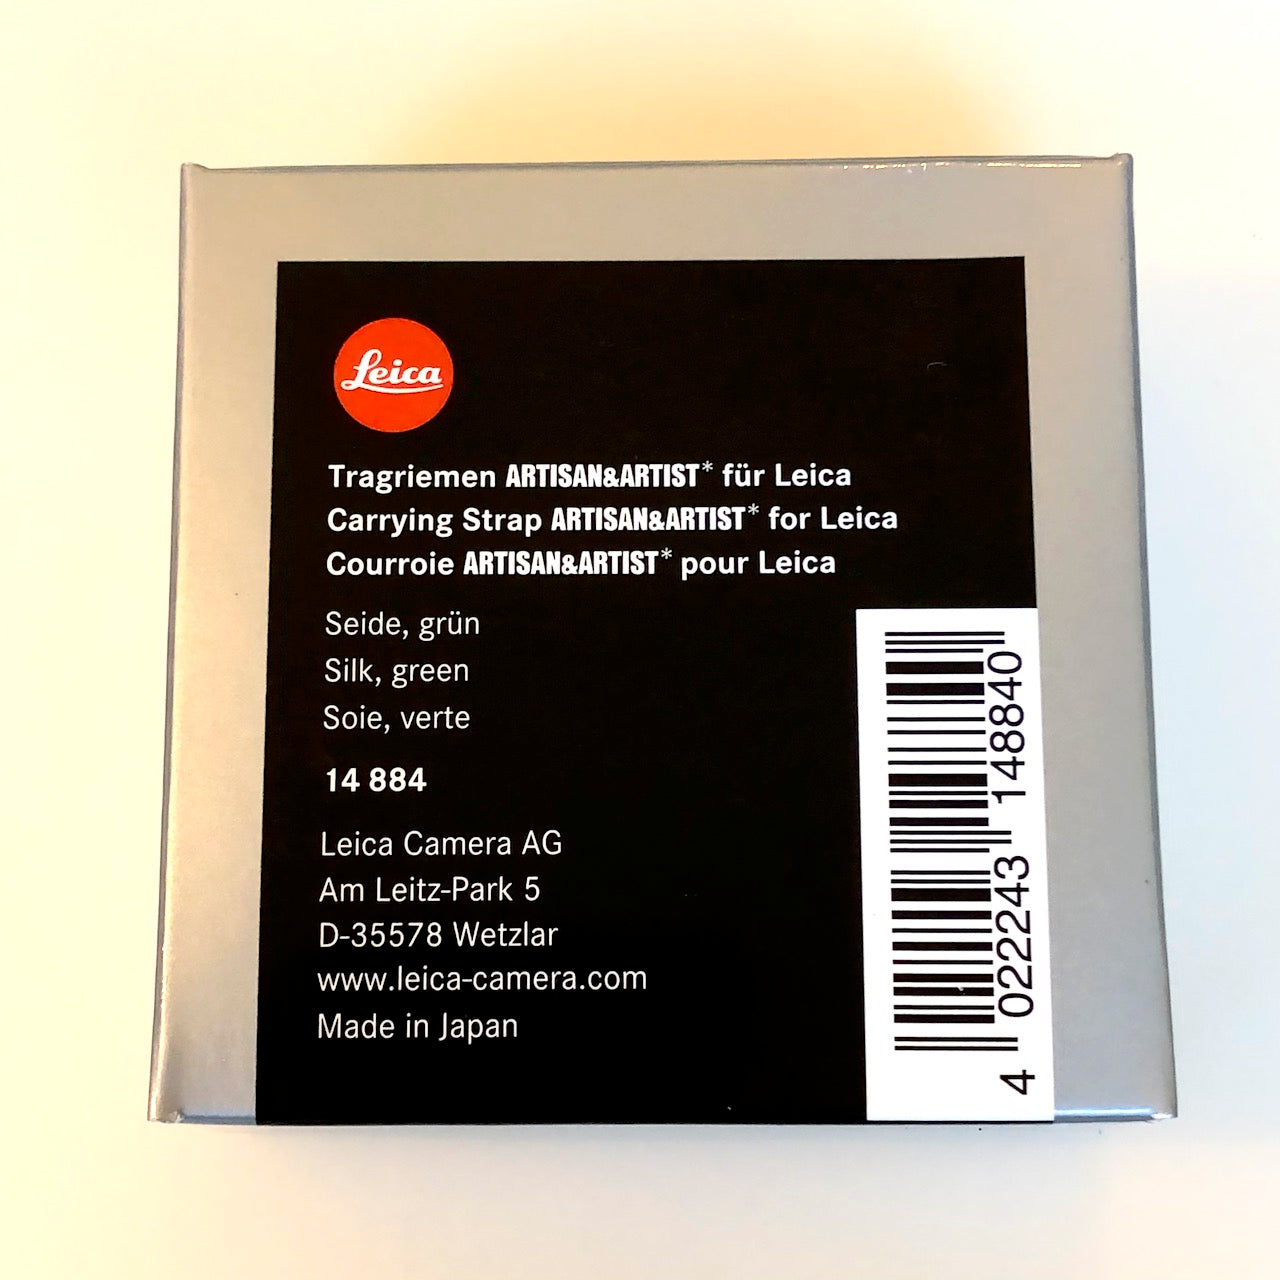 Leica
Tragriemen ARTISAN&ARTIST* für Leica
Carrying Strap ARTISAN&ARTIST* for Leica
Courroie ARTISAN&ARTIST* pour Leica
Seide, grün
Silk, green
Soie, verte
14 884
Leica Camera AG
Am Leitz-Park 5
D-35578 Wetzlar
www.leica-camera.com
Made in Japan
4 022243 148840